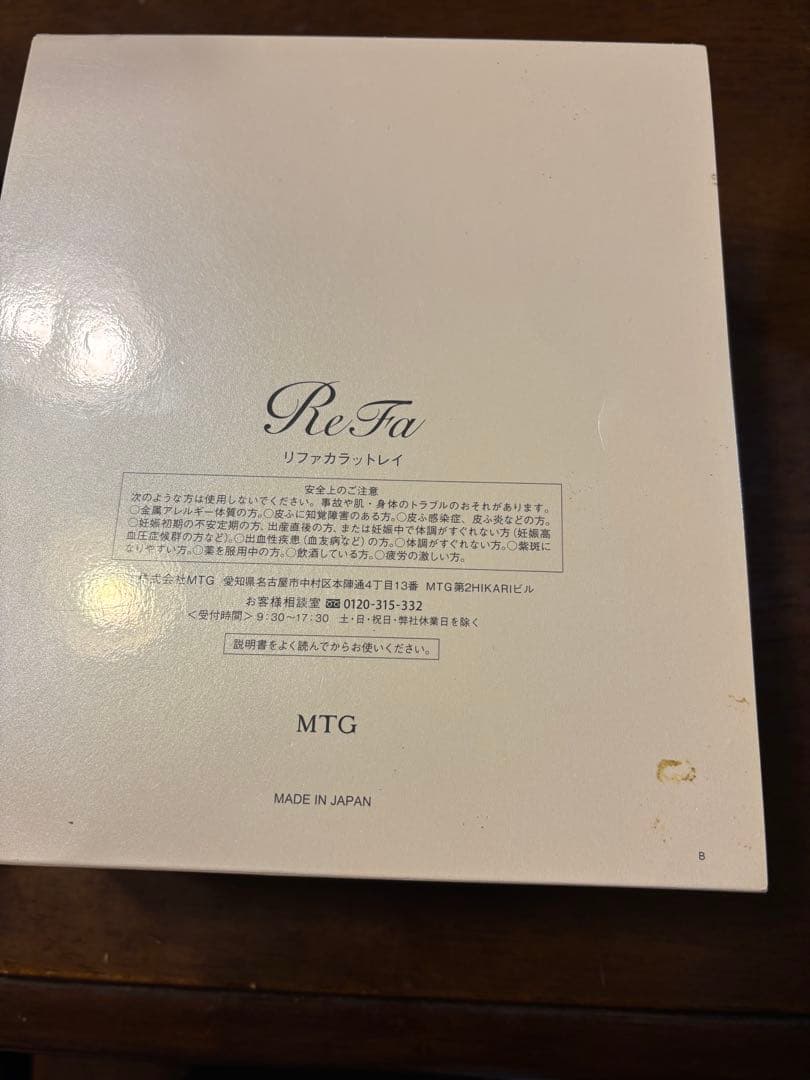 ReFa
リファカラットレイ
安全上のご注意
次のような方は使用しないでください。事故や肌・身体のトラブルのおそれがあります。
○金属アレルギー体質の方。○皮ふに知覚障害のある方。○皮ふ感染症、皮ふ炎などの方。
○妊娠初期の不安定期の方、出産直後の方、または妊娠中で体調がすぐれない方(妊娠高
血圧症候群の方など)。○出血性疾患(血友病など)の方。○体調がすぐれない方。○紫斑に
なりやすい方。○薬を服用中の方。○飲酒している方。○疲労の激しい方。
株式会社MTG 愛知県名古屋市中村区本陣通4丁目13番 MTG第2HIKARIビル
お客様相談室 0120-315-332
<受付時間> 9:30〜17:30 土・日・祝日・弊社休業日を除く
説明書をよく読んでからお使いください。
MTG
MADE IN JAPAN
B